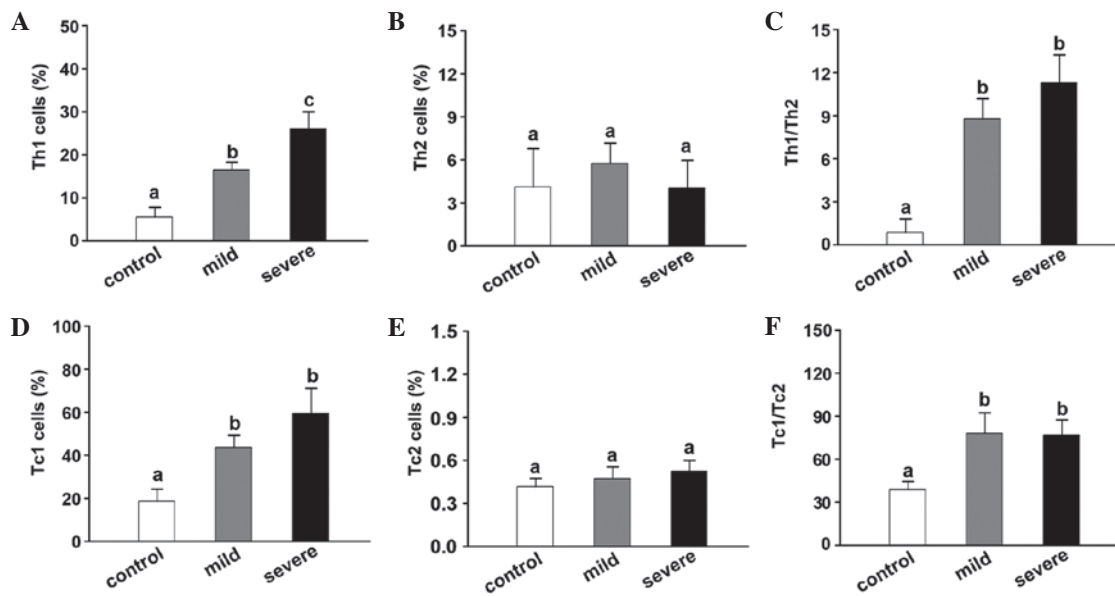 A
Th1 cells (%)
50
40
30
20
10
0
a
b
c
control
mild
severe
B
Th2 cells (%)
15
12
9
6
3
0
a
a
a
control
mild
severe
C
Th1/Th2
15
12
9
6
3
0
a
b
b
control
mild
severe
D
Tc1 cells (%)
100
80
60
40
20
0
a
b
b
control
mild
severe
E
Tc2 cells (%)
1.5
1.2
0.9
0.6
0.3
0.0
a
a
a
control
mild
severe
F
Tc1/Tc2
150
120
90
60
30
0
a
b
b
control
mild
severe